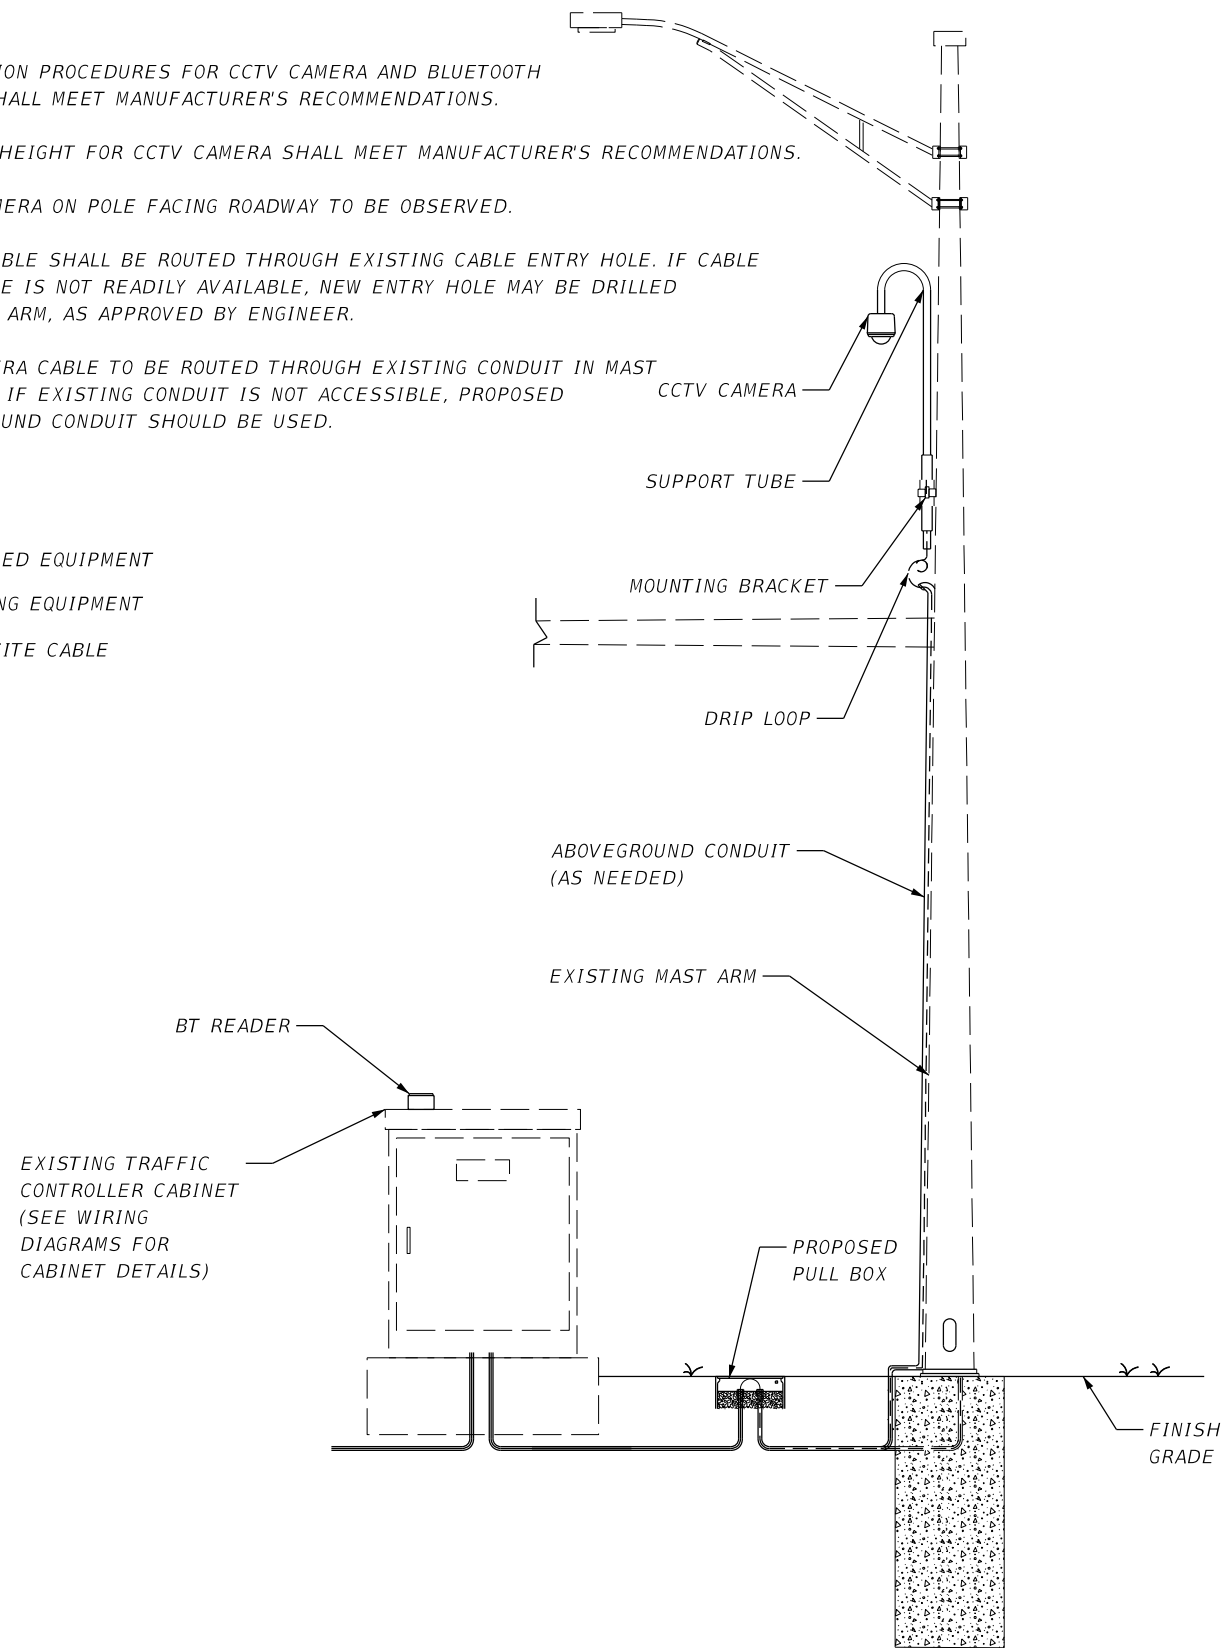 ION PROCEDURES FOR CCTV CAMERA AND BLUETOOTH
SHALL MEET MANUFACTURER'S RECOMMENDATIONS.
HEIGHT FOR CCTV CAMERA SHALL MEET MANUFACTURER'S RECOMMENDATIONS.
MERA ON POLE FACING ROADWAY TO BE OBSERVED.
ABLE SHALL BE ROUTED THROUGH EXISTING CABLE ENTRY HOLE. IF CABLE
E IS NOT READILY AVAILABLE, NEW ENTRY HOLE MAY BE DRILLED
ARM, AS APPROVED BY ENGINEER.
ERA CABLE TO BE ROUTED THROUGH EXISTING CONDUIT IN MAST
IF EXISTING CONDUIT IS NOT ACCESSIBLE, PROPOSED
UND CONDUIT SHOULD BE USED.
CCTV CAMERA
SUPPORT TUBE
ED EQUIPMENT
MOUNTING BRACKET
NG EQUIPMENT
ITE CABLE
DRIP LOOP
ABOVEGROUND CONDUIT
(AS NEEDED)
EXISTING MAST ARM
BT READER
EXISTING TRAFFIC
CONTROLLER CABINET
(SEE WIRING
DIAGRAMS FOR
CABINET DETAILS)
PROPOSED
PULL BOX
FINISH
GRADE